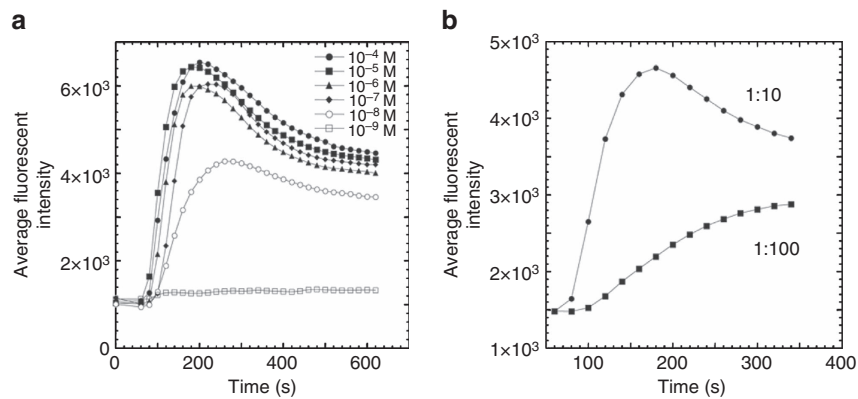 a
Average fluorescent
intensity
6×10³
4×10³
2×10³
0
0
200
400
600
Time (s)
10⁻⁴ M
10⁻⁵ M
10⁻⁶ M
10⁻⁷ M
10⁻⁸ M
10⁻⁹ M
b
Average fluorescent
intensity
5×10³
4×10³
3×10³
2×10³
1×10³
100
200
300
400
Time (s)
1:10
1:100